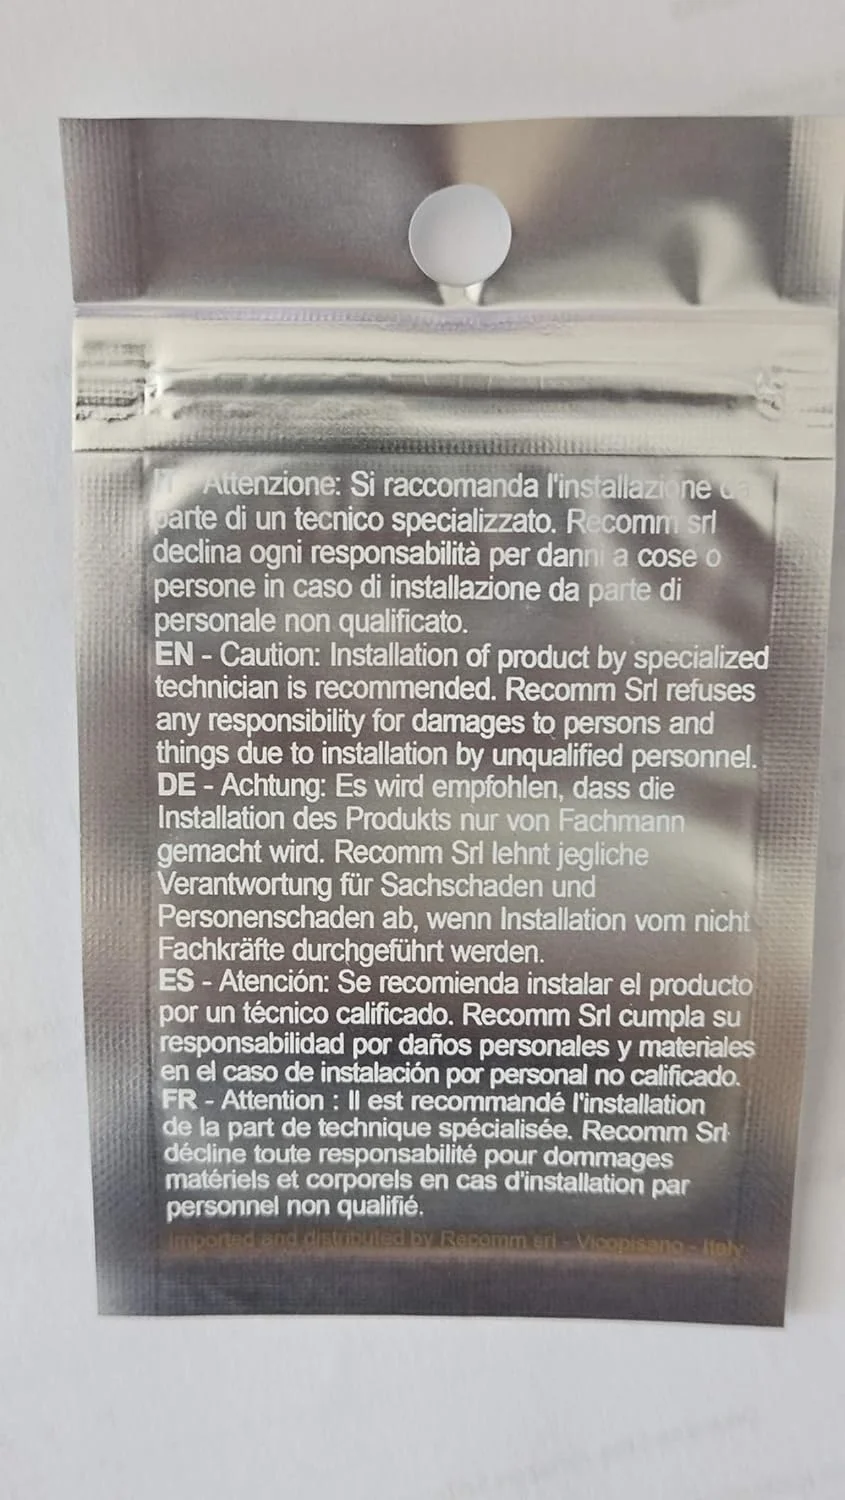 IT - Attenzione: Si raccomanda l'installazione da
parte di un tecnico specializzato. Recomm srl
declina ogni responsabilità per danni a cose o
persone in caso di installazione da parte di
personale non qualificato.
EN - Caution: Installation of product by specialized
technician is recommended. Recomm Srl refuses
any responsibility for damages to persons and
things due to installation by unqualified personnel.
DE - Achtung: Es wird empfohlen, dass die
Installation des Produkts nur von Fachmann
gemacht wird. Recomm Srl lehnt jegliche
Verantwortung für Sachschaden und
Personenschaden ab, wenn Installation vom nicht
Fachkräfte durchgeführt werden.
ES - Atención: Se recomienda instalar el producto
por un técnico calificado. Recomm Srl cumpla su
responsabilidad por daños personales y materiales
en el caso de instalación por personal no calificado.
FR - Attention : Il est recommandé l'installation
de la part de technique spécialisée. Recomm Srl
décline toute responsabilité pour dommages
matériels et corporels en cas d'installation par
personnel non qualifié.
Imported and distributed by Recomm srl - Vicopisano - Italy